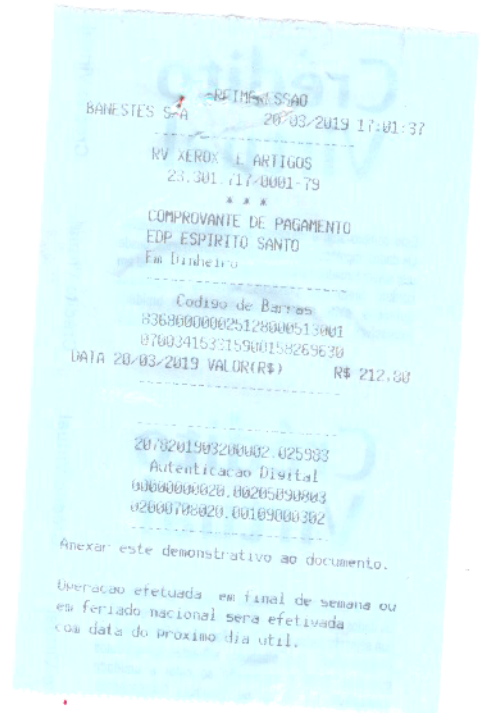 REIMPRESSAO
BANESTES S-A 20/03/2019 17:01:37
RV XEROX E ARTIGOS
23.301.717/0001-79
* * *
COMPROVANTE DE PAGAMENTO
EDP ESPIRITO SANTO
Em Dinheiro
Codigo de Barras
836800000025128000513001
070034153315900158269630
DATA 20/03/2019 VALOR(R$) R$ 212,80
2078201903200002.025983
Autenticacao Digital
00000000020.00205090803
02000708020.00109000302
Anexar este demonstrativo ao documento.
Operacao efetuada em final de semana ou
em feriado nacional sera efetivada
com data do proximo dia util.
Crédito
Crédito